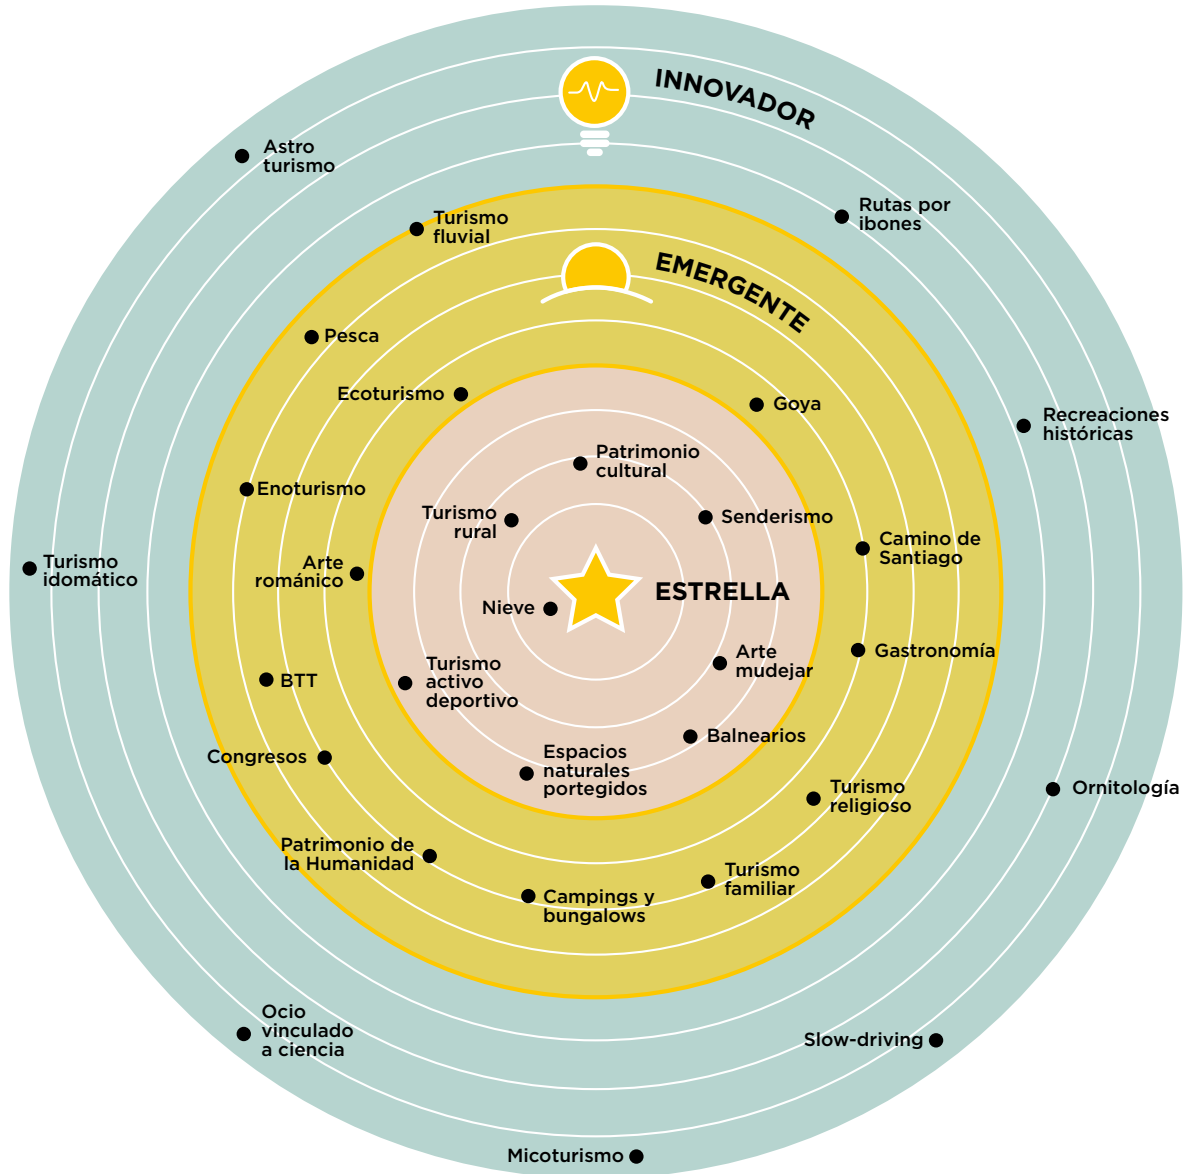 INNOVADOR
Astro
turismo
Rutas por
ibones
Turismo
fluvial
EMERGENTE
Pesca
Ecoturismo
Goya
Recreaciones
históricas
Patrimonio
cultural
Enoturismo
Turismo
rural
Senderismo
Camino de
Santiago
Turismo
idomático
Arte
románico
ESTRELLA
Nieve
Gastronomía
Arte
mudejar
Turismo
activo
deportivo
BTT
Balnearios
Congresos
Espacios
naturales
portegidos
Ornitología
Turismo
religioso
Patrimonio de
la Humanidad
Turismo
familiar
Campings y
bungalows
Ocio
vinculado
a ciencia
Slow-driving
Micoturismo